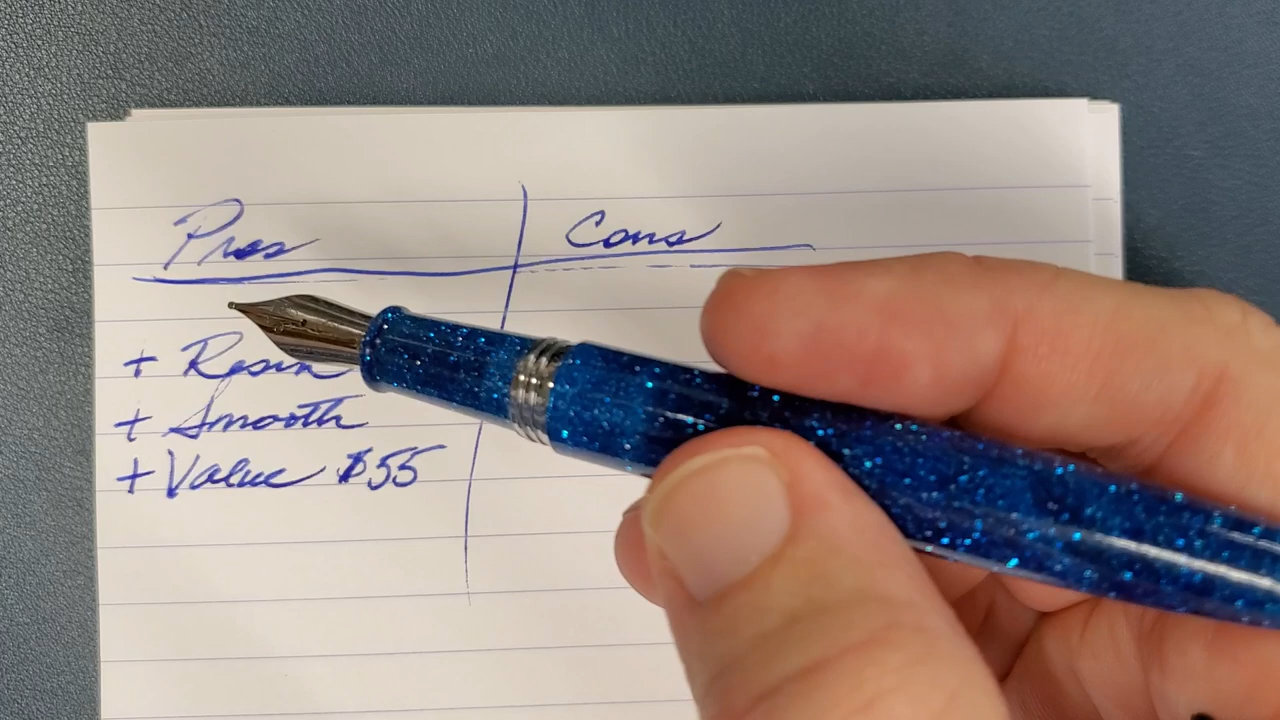 Pros Cons
+ Resin
+ Smooth
+ Value $55